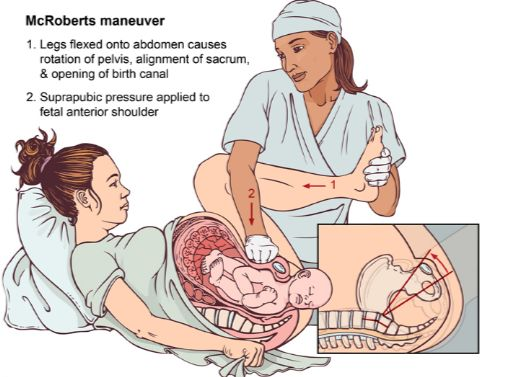 McRoberts maneuver
1. Legs flexed onto abdomen causes
rotation of pelvis, alignment of sacrum,
& opening of birth canal
2. Suprapubic pressure applied to
fetal anterior shoulder
1
2